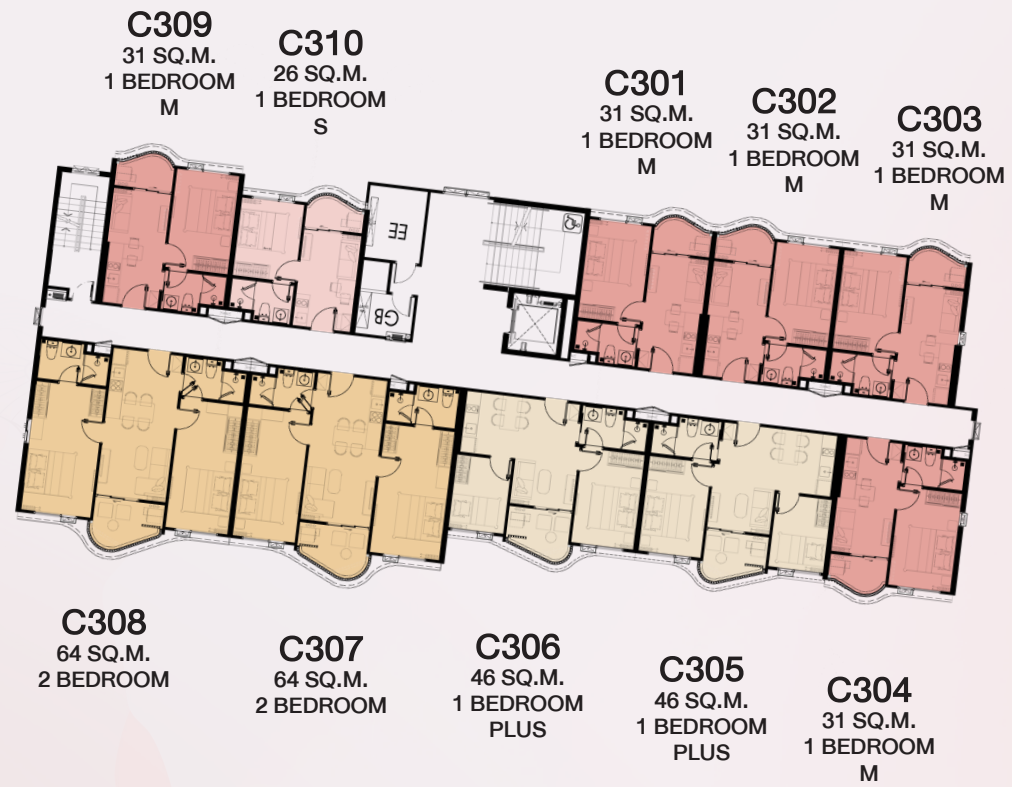 C309
31 SQ.M.
1 BEDROOM
M
C310
26 SQ.M.
1 BEDROOM
S
C301
31 SQ.M.
1 BEDROOM
M
C302
31 SQ.M.
1 BEDROOM
M
C303
31 SQ.M.
1 BEDROOM
M
EE
GB
C308
64 SQ.M.
2 BEDROOM
C307
64 SQ.M.
2 BEDROOM
C306
46 SQ.M.
1 BEDROOM
PLUS
C305
46 SQ.M.
1 BEDROOM
PLUS
C304
31 SQ.M.
1 BEDROOM
M